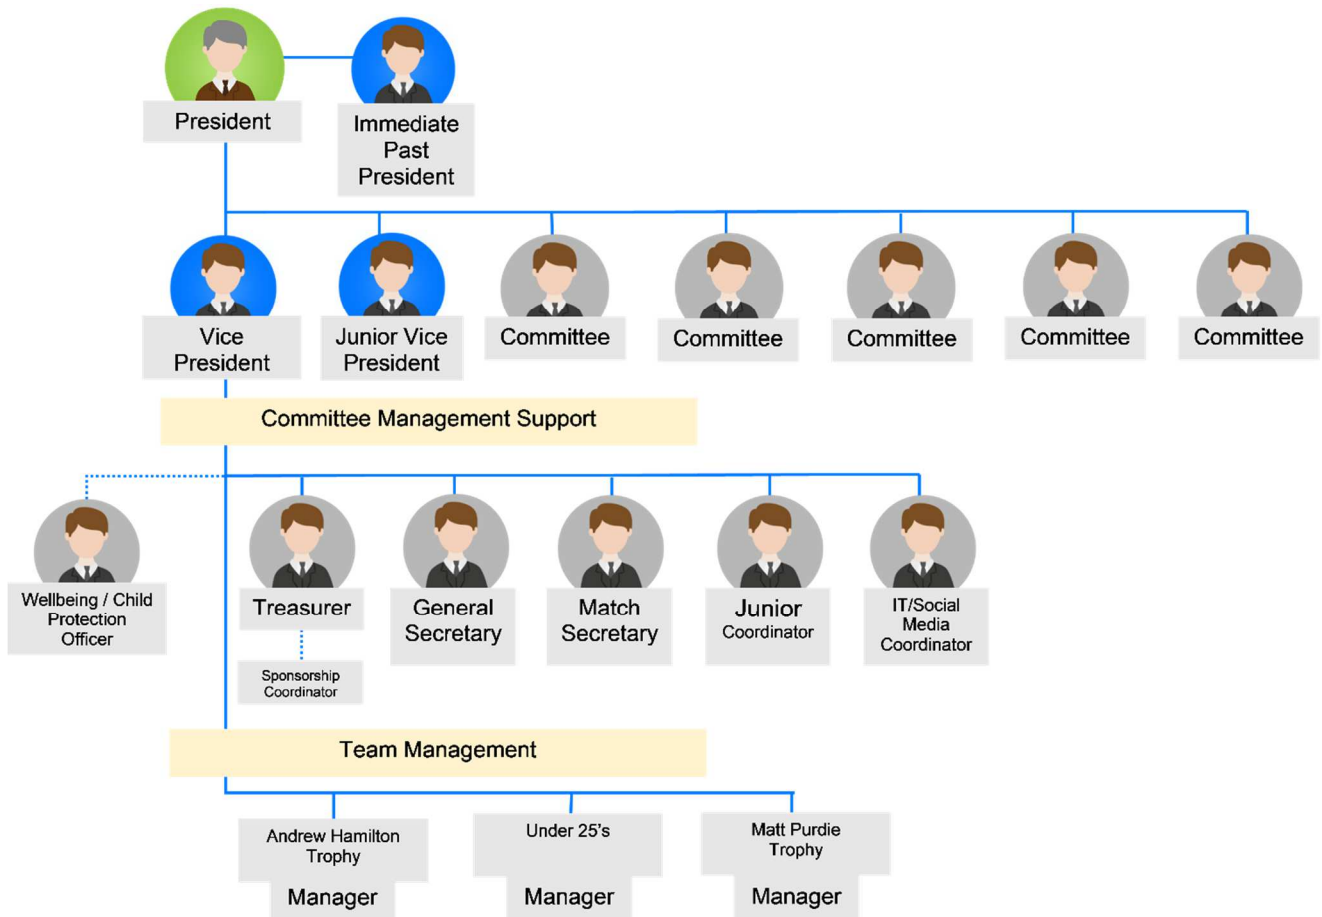 President
Immediate
Past
President
Vice
President
Junior Vice
President
Committee
Committee
Committee
Committee
Committee
Committee Management Support
Wellbeing / Child
Protection
Officer
Treasurer
General
Secretary
Match
Secretary
Junior
Coordinator
IT/Social
Media
Coordinator
Sponsorship
Coordinator
Team Management
Andrew Hamilton
Trophy
Manager
Under 25's
Manager
Matt Purdie
Trophy
Manager